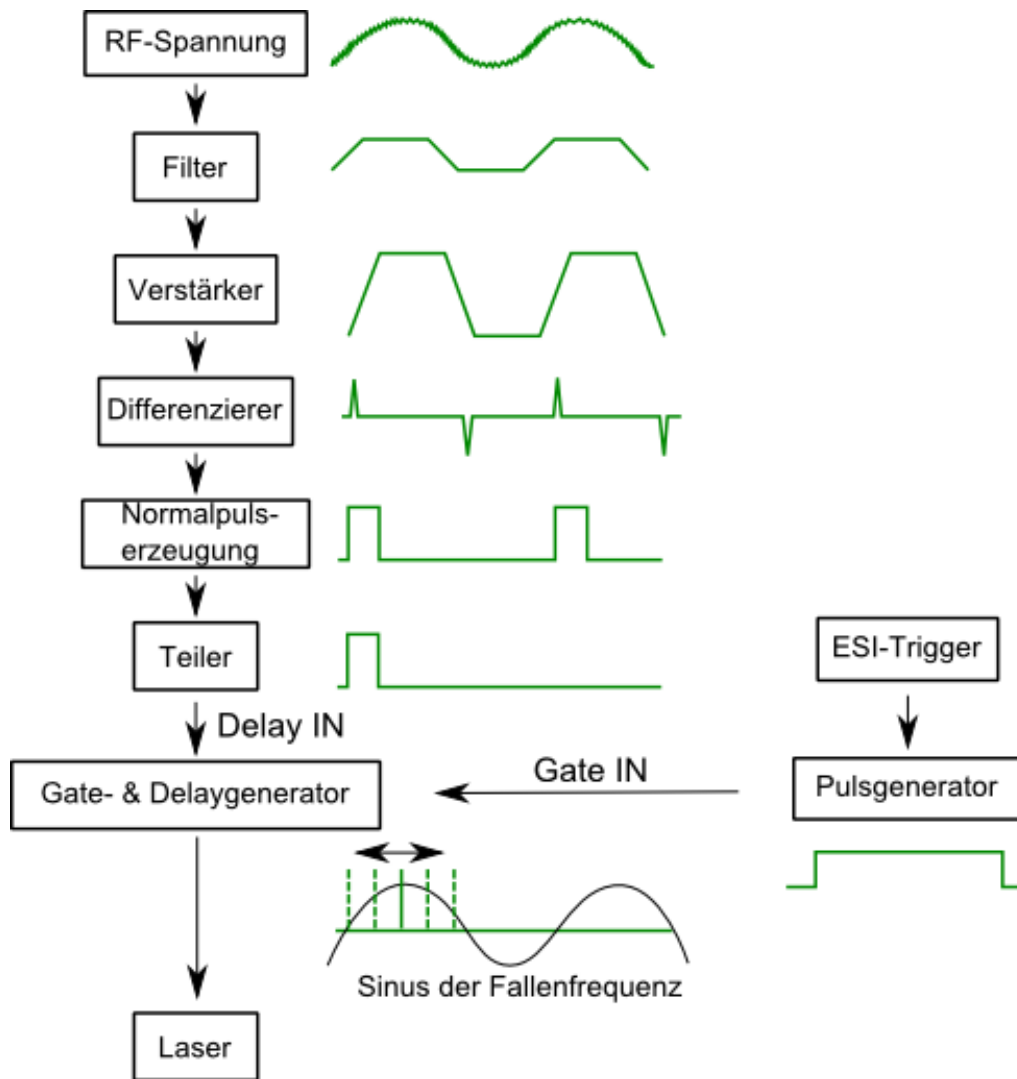 RF-Spannung
Filter
Verstärker
Differenzierer
Normalpuls-
erzeugung
Teiler
ESI-Trigger
Delay IN
Gate IN
Gate- & Delaygenerator
Pulsgenerator
Sinus der Fallenfrequenz
Laser